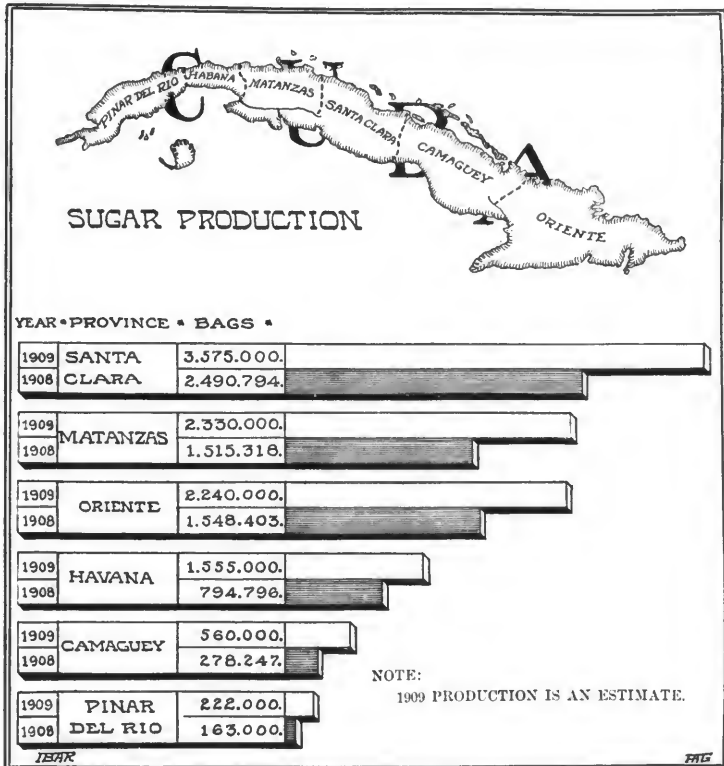 CUBA
PINAR DEL RIO
HABANA
MATANZAS
SANTA CLARA
CAMAGUEY
ORIENTE
SUGAR PRODUCTION
YEAR • PROVINCE • BAGS •
1909 SANTA 3.575.000.
1908 CLARA 2.490.794.
1909 2.330.000.
MATANZAS
1908 1.515.318.
1909 2.240.000.
ORIENTE
1908 1.548.403.
1909 1.555.000.
HAVANA
1908 794.796.
1909 560.000.
CAMAGUEY
1908 278.247.
NOTE:
1909 PRODUCTION IS AN ESTIMATE.
1909 PINAR 222.000.
1908 DEL RIO 163.000.
IBAR